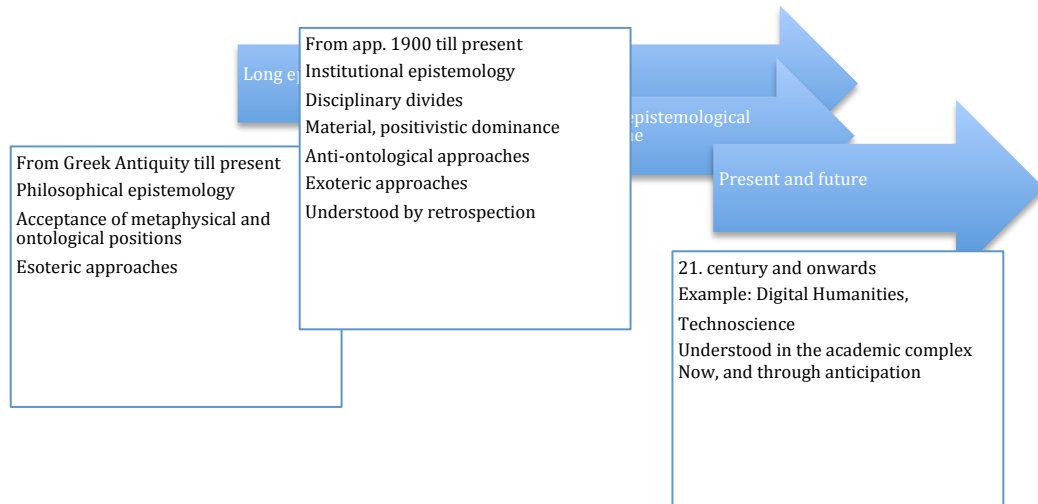 Long ep
From app. 1900 till present
Institutional epistemology
Disciplinary divides
Material, positivistic dominance
Anti-ontological approaches
Exoteric approaches
Understood by retrospection
epistemological
From Greek Antiquity till present
Philosophical epistemology
Acceptance of metaphysical and
ontological positions
Esoteric approaches
Present and future
21. century and onwards
Example: Digital Humanities,
Technoscience
Understood in the academic complex
Now, and through anticipation